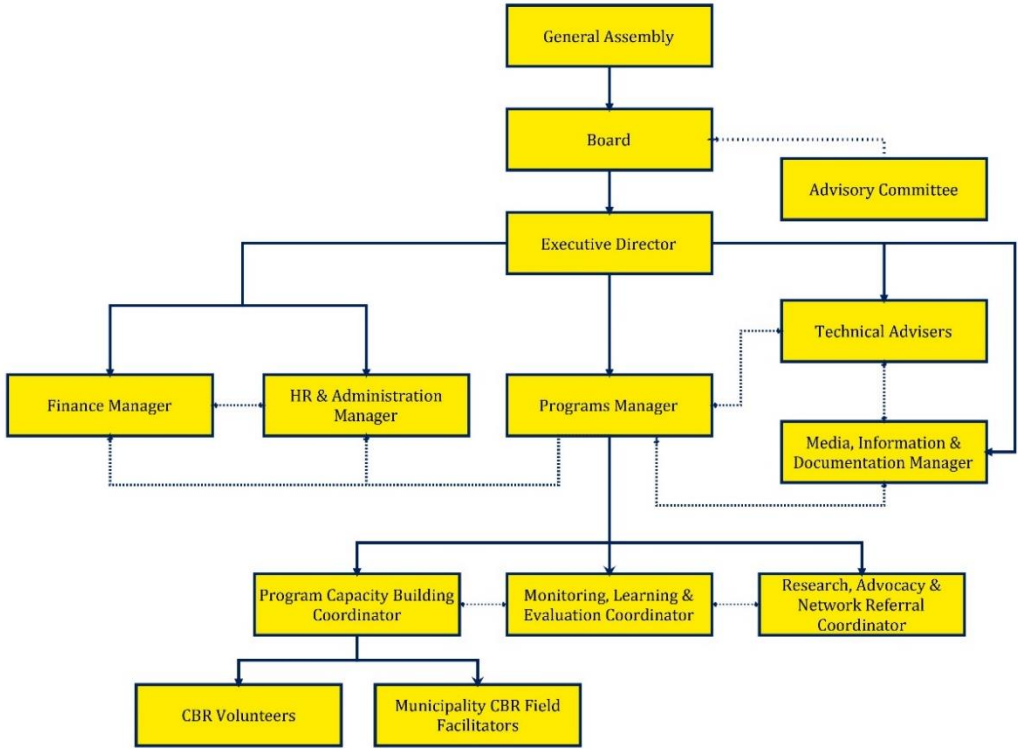 General Assembly
Board
Advisory Committee
Executive Director
Technical Advisers
Finance Manager
HR & Administration
Manager
Programs Manager
Media, Information &
Documentation Manager
Program Capacity Building
Coordinator
Monitoring, Learning &
Evaluation Coordinator
Research, Advocacy &
Network Referral
Coordinator
CBR Volunteers
Municipality CBR Field
Facilitators